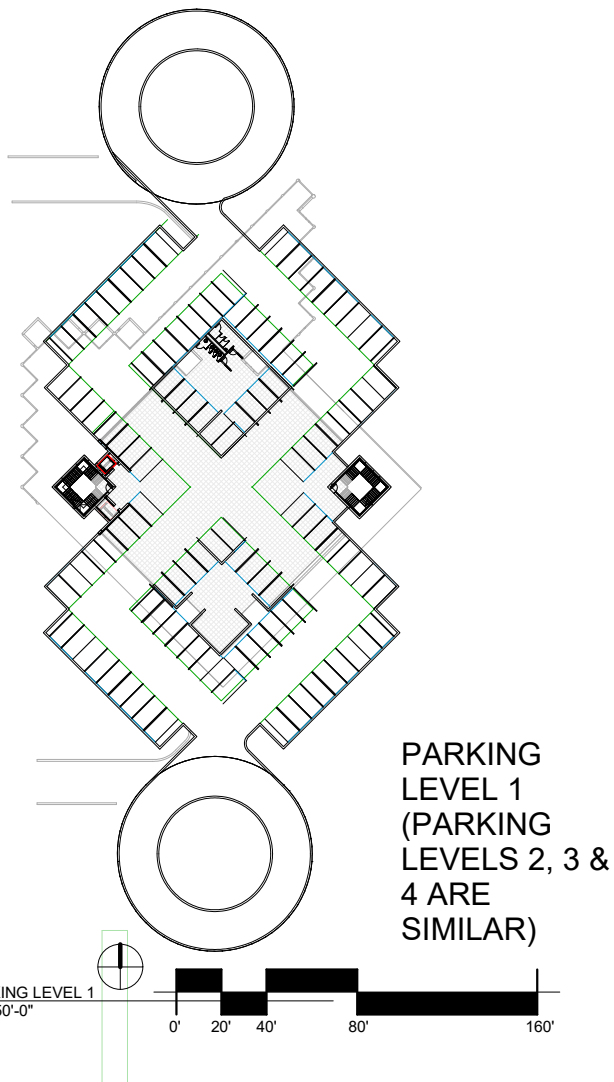 PARKING
LEVEL 1
(PARKING
LEVELS 2, 3 &
4 ARE
SIMILAR)
KING LEVEL 1
50'-0"
0' 20' 40' 80' 160'